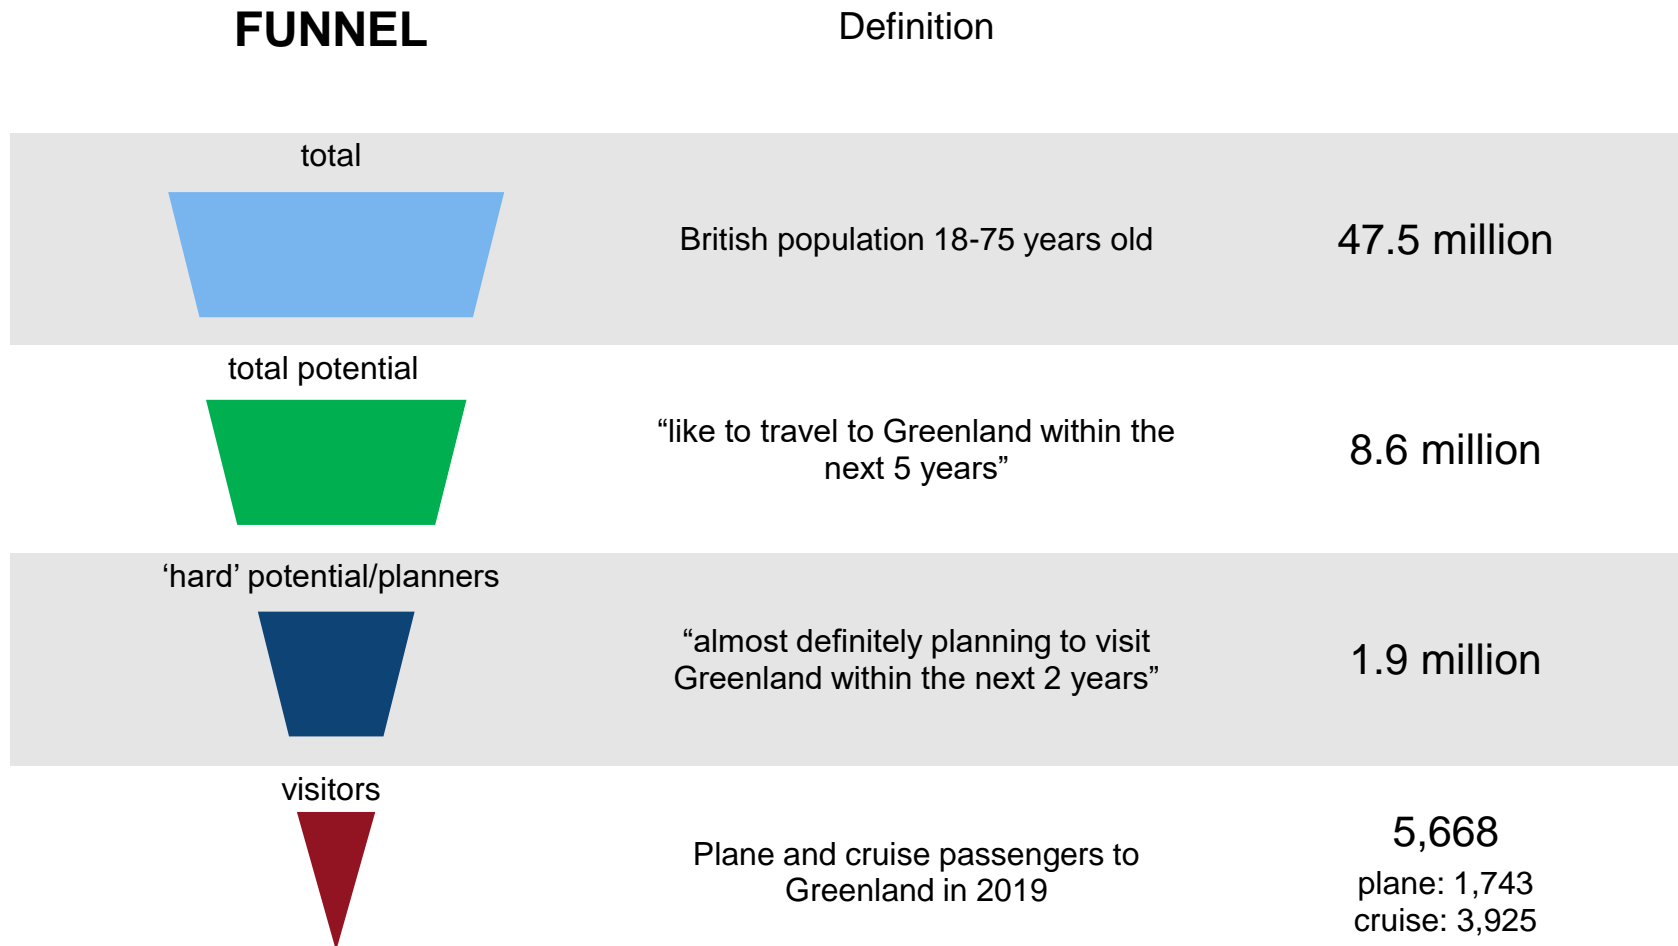 FUNNEL
Definition
total
British population 18-75 years old
47.5 million
total potential
“like to travel to Greenland within the
next 5 years”
8.6 million
‘hard’ potential/planners
“almost definitely planning to visit
Greenland within the next 2 years”
1.9 million
visitors
Plane and cruise passengers to
Greenland in 2019
5,668
plane: 1,743
cruise: 3,925